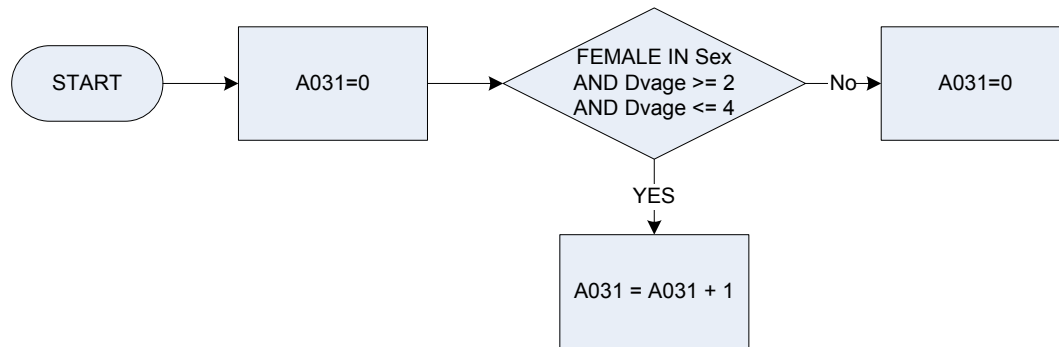 START
A031=0
FEMALE IN Sex
AND Dvage >= 2
AND Dvage <= 4
No
A031=0
YES
A031 = A031 + 1